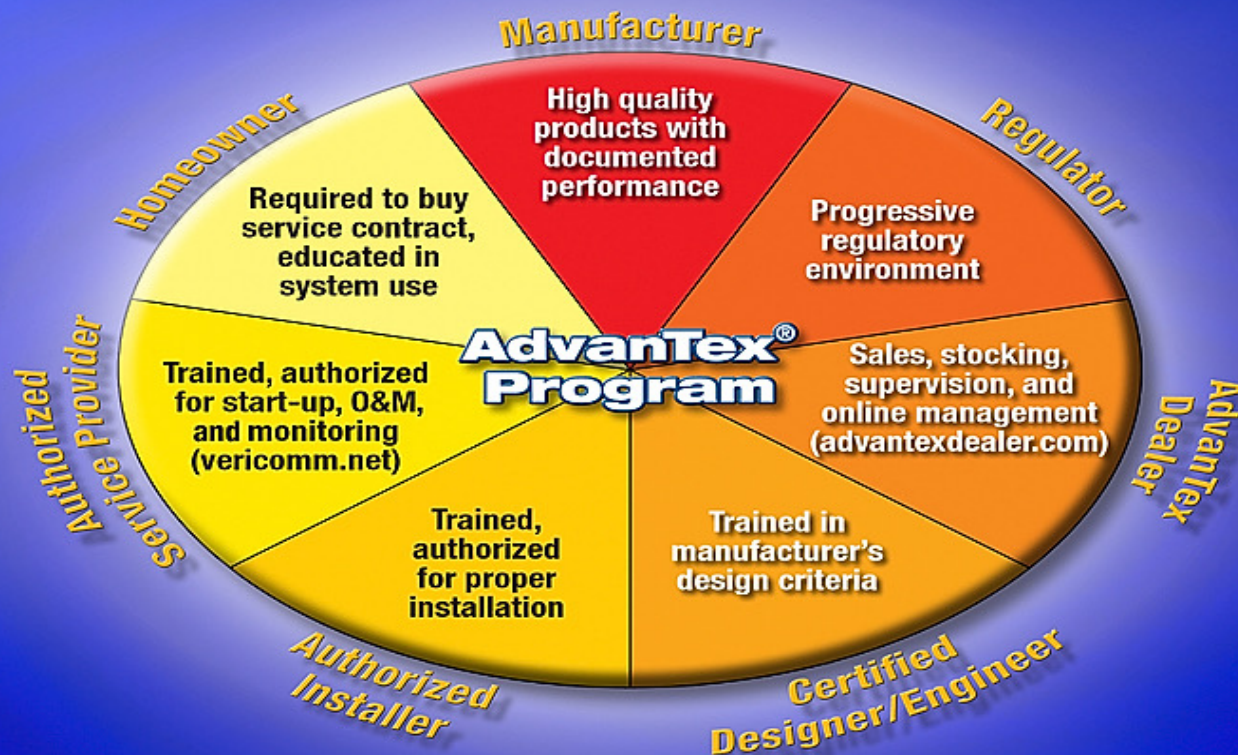 Manufacturer
High quality
products with
documented
performance
Regulator
Progressive
regulatory
environment
AdvanTex
Dealer
Sales, stocking,
supervision, and
online management
(advantexdealer.com)
Certified
Designer/Engineer
Trained in
manufacturer's
design criteria
Authorized
Installer
Trained,
authorized
for proper
installation
Authorized
Service Provider
Trained, authorized
for start-up, O&M,
and monitoring
(vericomm.net)
Homeowner
Required to buy
service contract,
educated in
system use
AdvanTex®
Program